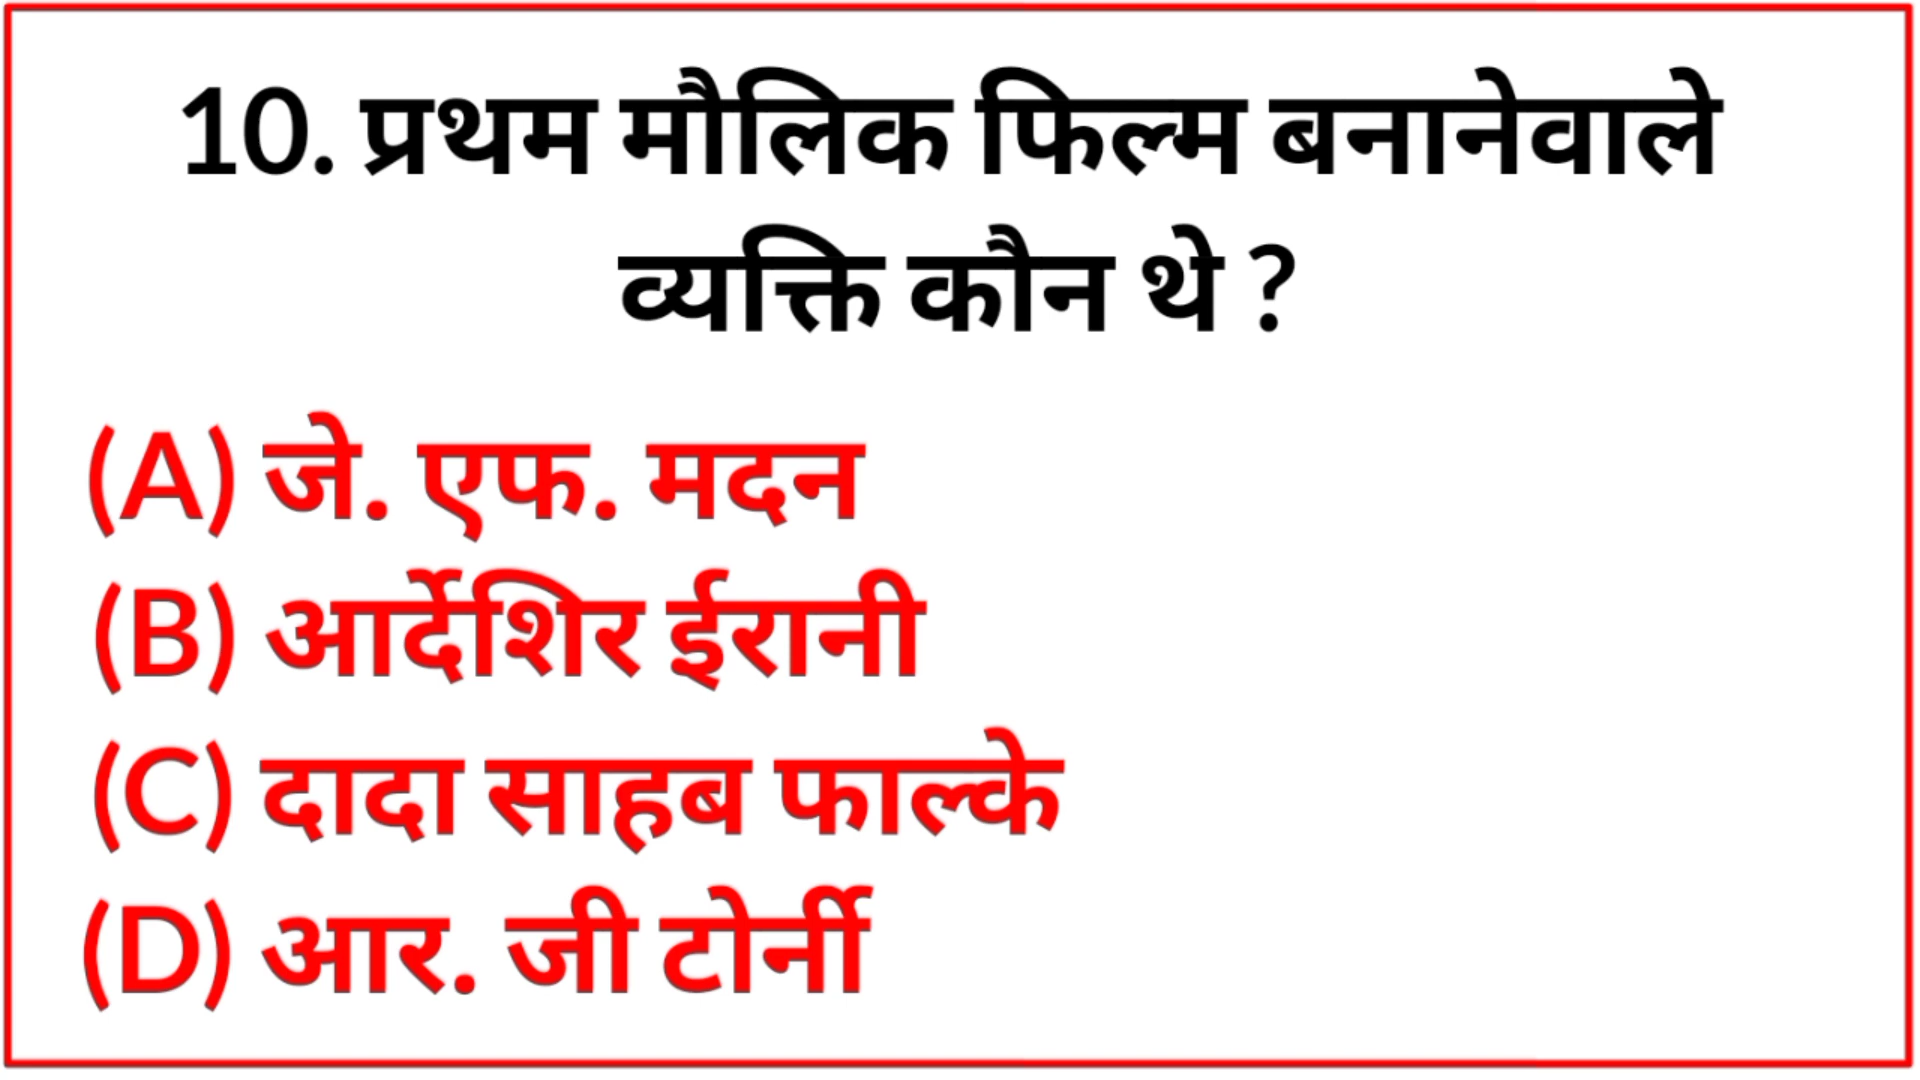 10. प्रथम मौलिक फिल्म बनानेवाले
व्यक्ति कौन थे ?
(A) जे. एफ. मदन
(B) आर्देशिर ईरानी
(C) दादा साहब फाल्के
(D) आर. जी टोर्नी